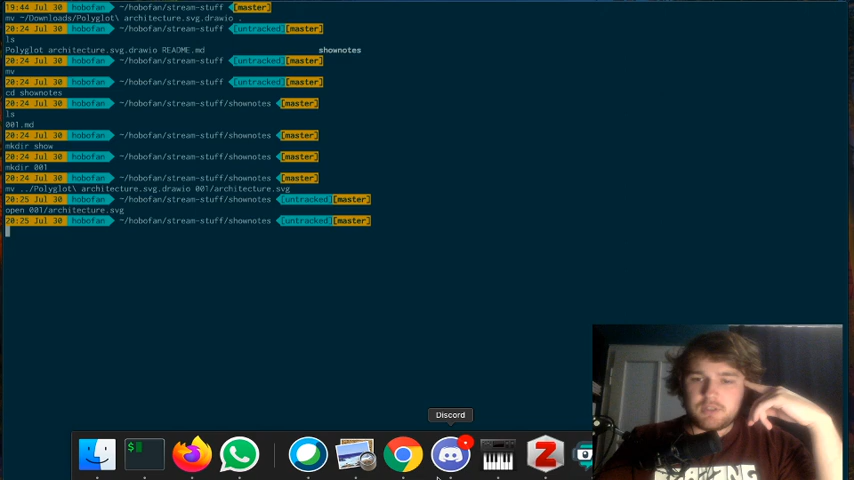 19:44 Jul 30 hobofan ~/hobofan/stream-stuff [master]
mv ~/Downloads/Polyglot\ architecture.svg.drawio .
20:24 Jul 30 hobofan ~/hobofan/stream-stuff [untracked][master]
ls
Polyglot architecture.svg.drawio README.md shownotes
20:24 Jul 30 hobofan ~/hobofan/stream-stuff [untracked][master]
mv
20:24 Jul 30 hobofan ~/hobofan/stream-stuff [untracked][master]
cd shownotes
20:24 Jul 30 hobofan ~/hobofan/stream-stuff/shownotes [master]
ls
001.md
20:24 Jul 30 hobofan ~/hobofan/stream-stuff/shownotes [master]
mkdir show
20:24 Jul 30 hobofan ~/hobofan/stream-stuff/shownotes [master]
mkdir 001
20:24 Jul 30 hobofan ~/hobofan/stream-stuff/shownotes [master]
mv ../Polyglot\ architecture.svg.drawio 001/architecture.svg
20:25 Jul 30 hobofan ~/hobofan/stream-stuff/shownotes [untracked][master]
open 001/architecture.svg
20:25 Jul 30 hobofan ~/hobofan/stream-stuff/shownotes [untracked][master]
Discord
$
Z